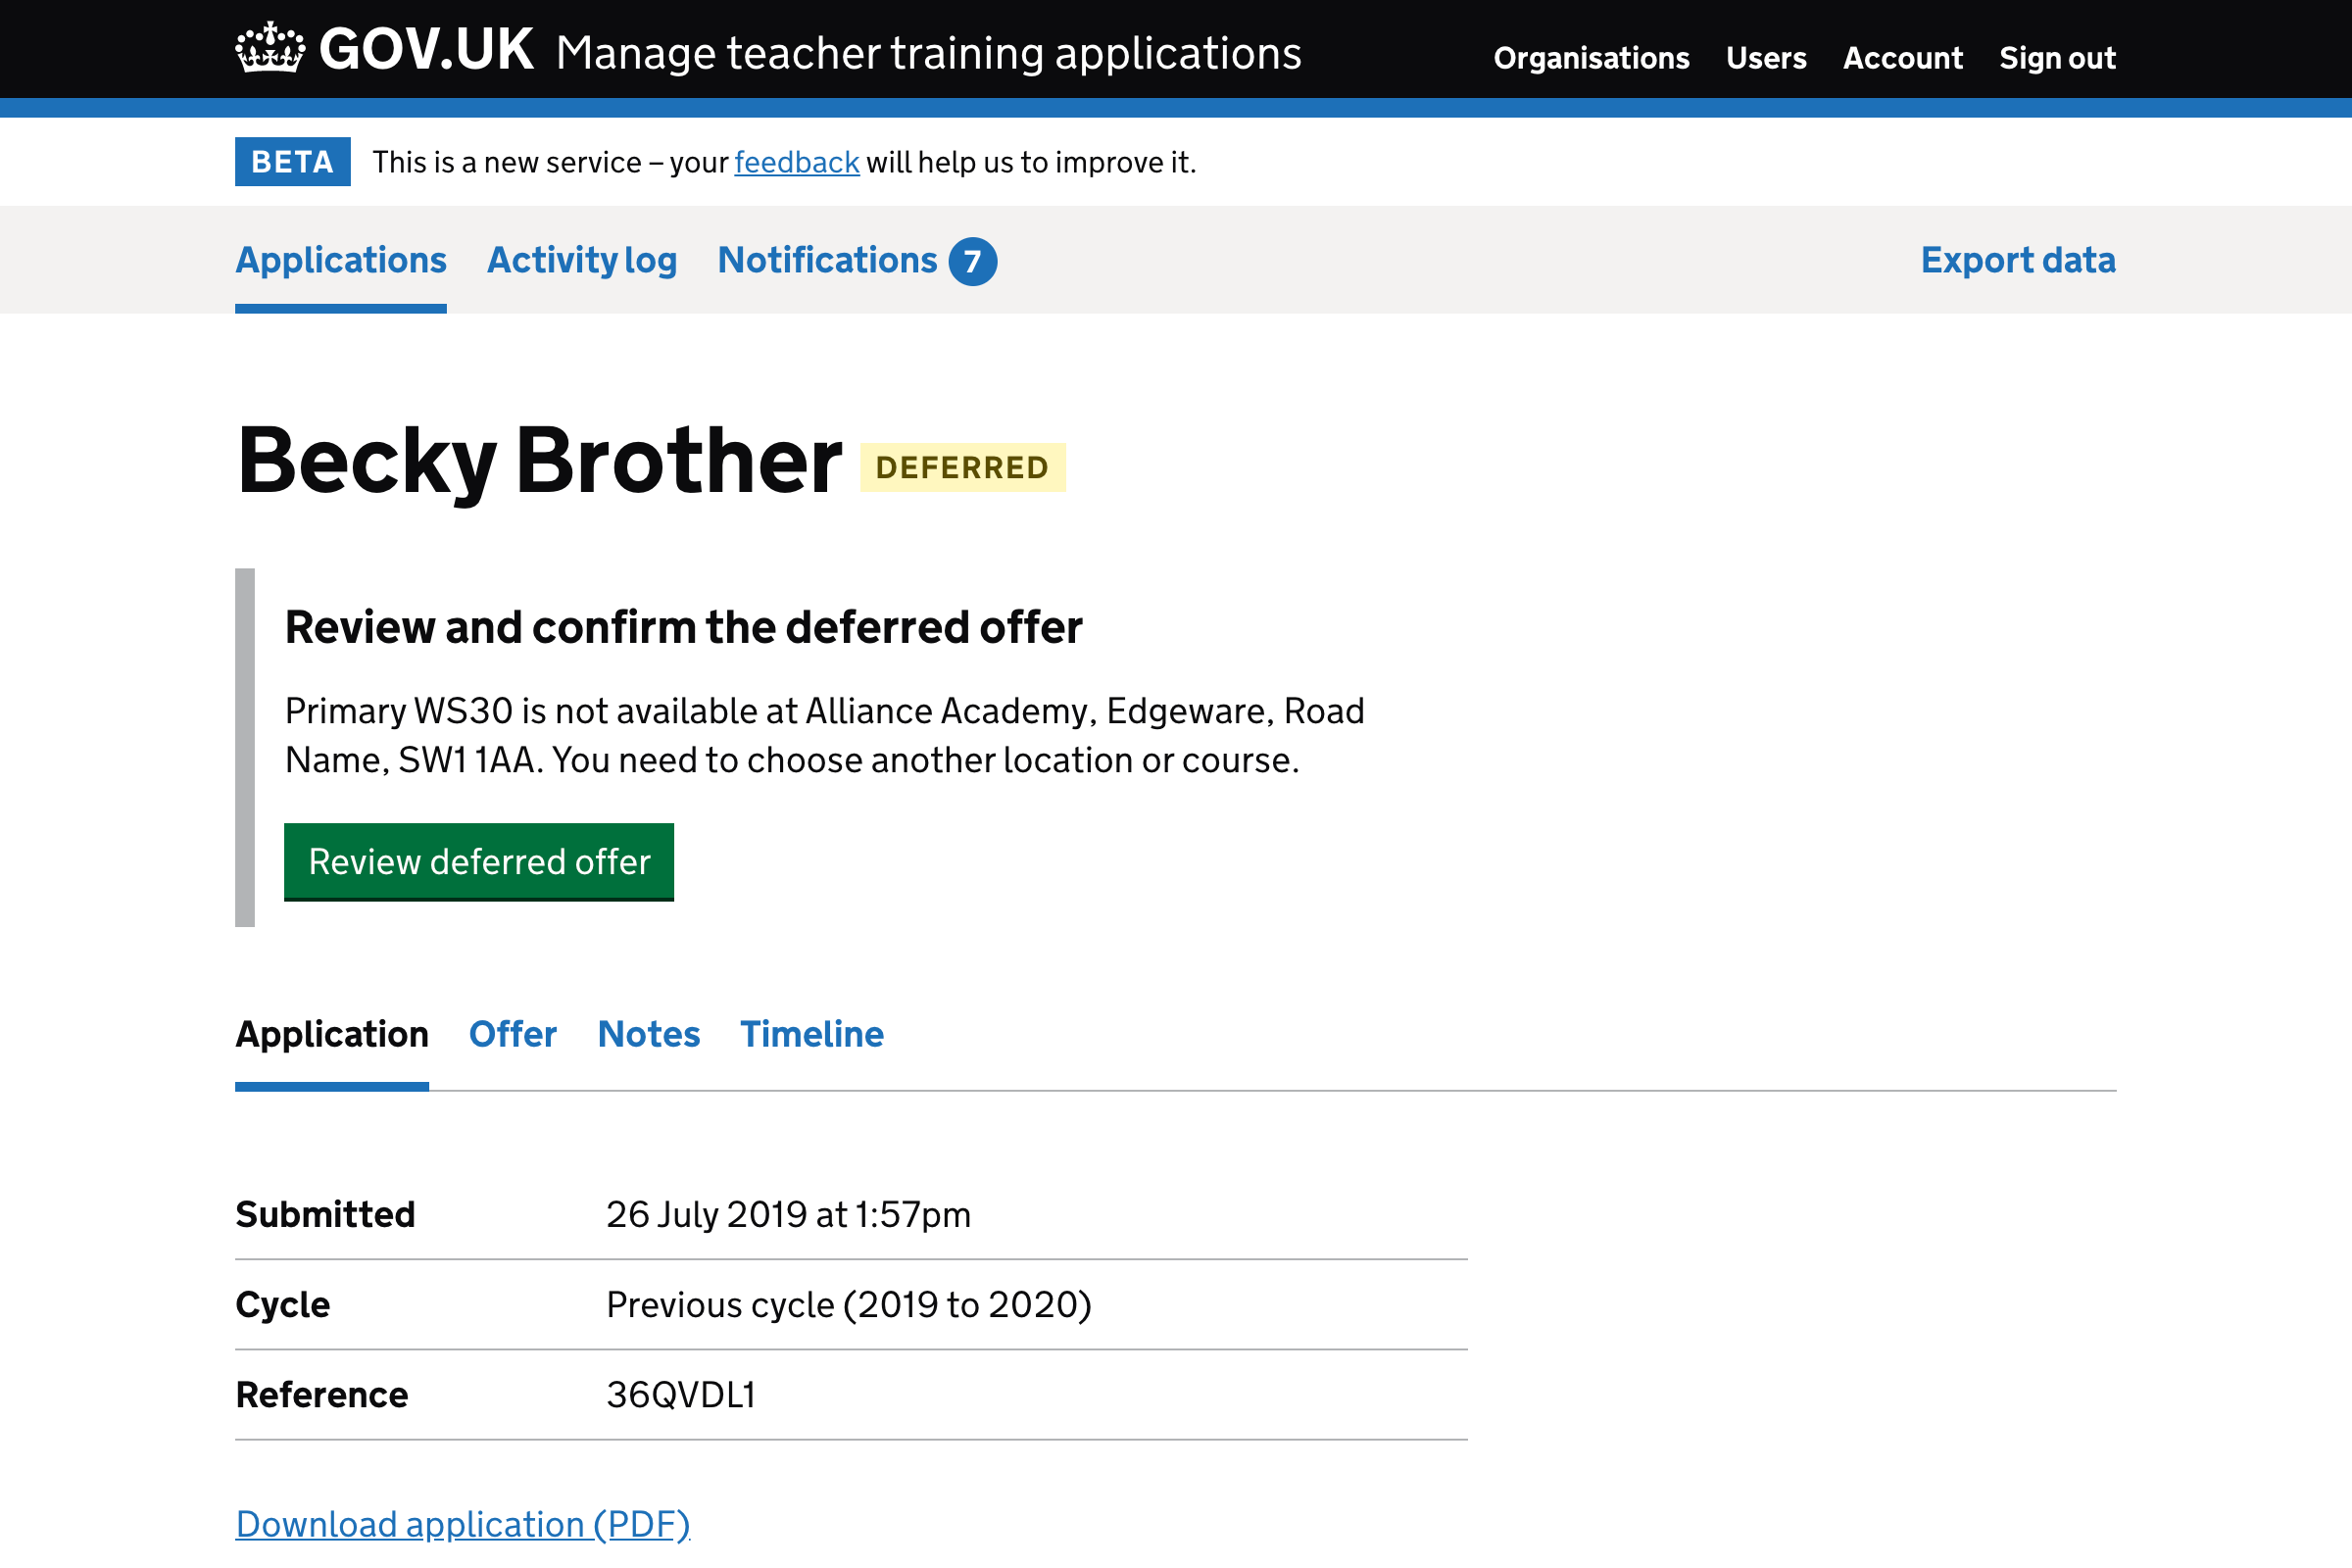 GOV.UK Manage teacher training applications Organisations Users Account Sign out
BETA This is a new service – your feedback will help us to improve it.
Applications Activity log Notifications 7 Export data
Becky Brother DEFERRED
Review and confirm the deferred offer
Primary WS30 is not available at Alliance Academy, Edgeware, Road
Name, SW1 1AA. You need to choose another location or course.
Review deferred offer
Application Offer Notes Timeline
Submitted 26 July 2019 at 1:57pm
Cycle Previous cycle (2019 to 2020)
Reference 36QVDL1
Download application (PDF)